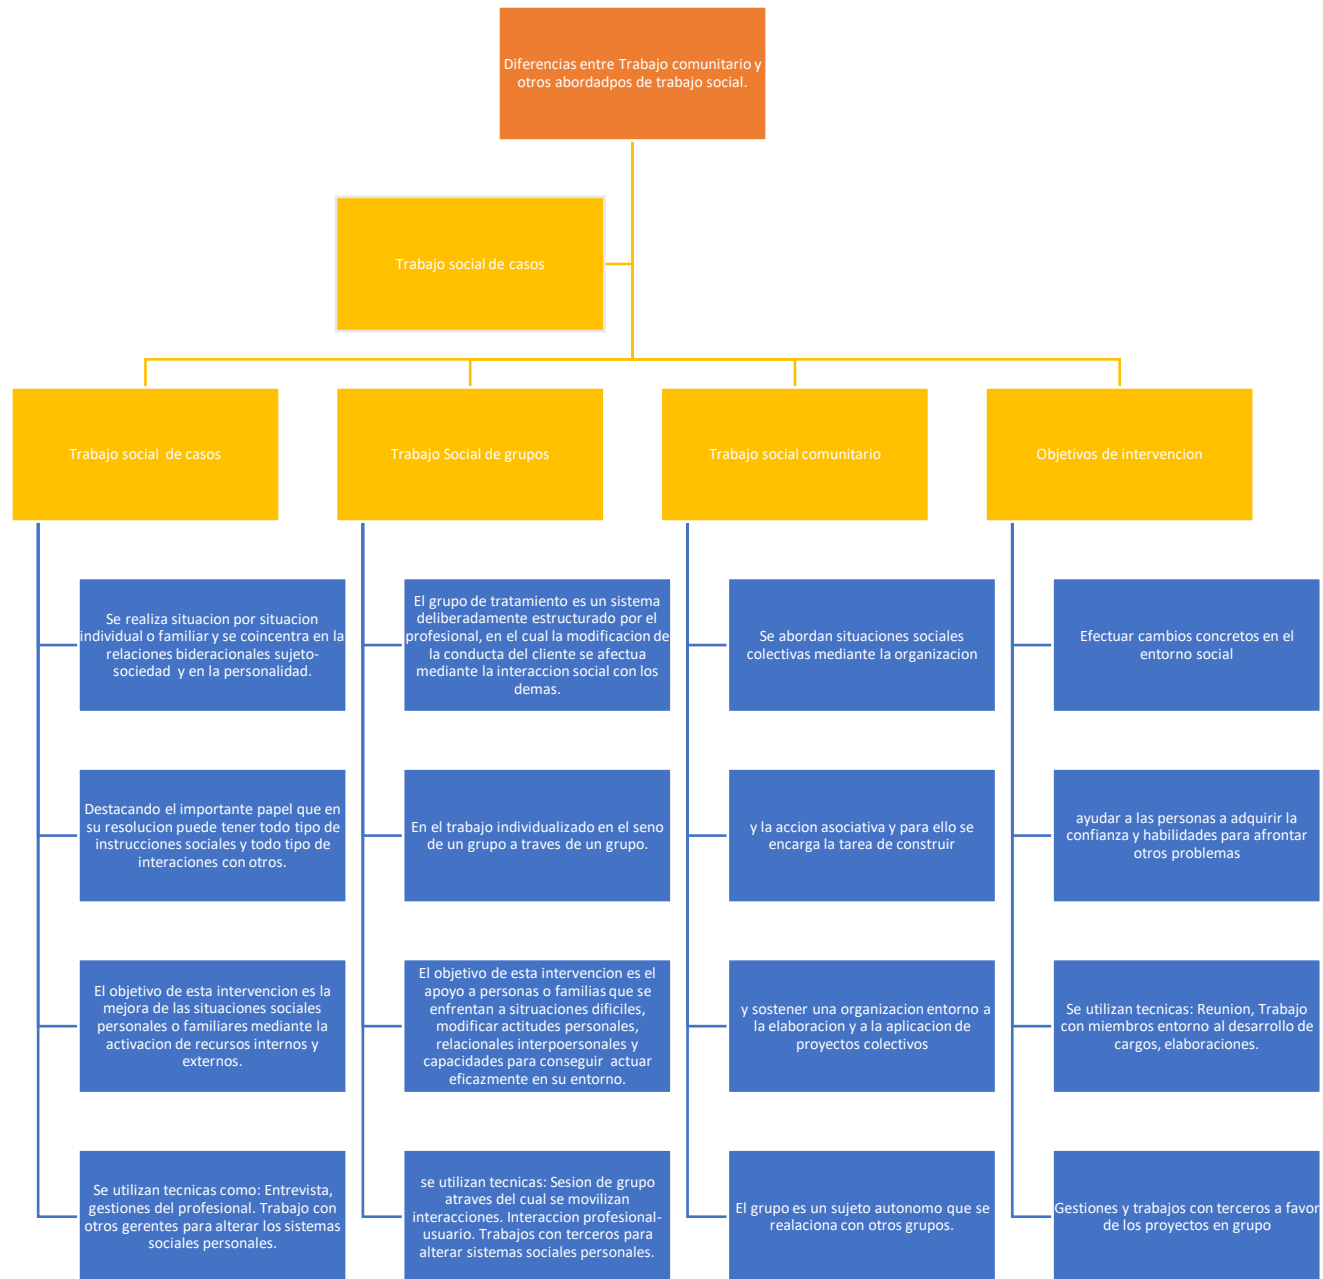 Diferencias entre Trabajo comunitario y
otros abordadpos de trabajo social.
Trabajo social de casos
Trabajo social  de casos
Se realiza situacion por situacion
individual o familiar y se coincentra en la
relaciones bideracionales sujeto-
sociedad  y en la personalidad.
Destacando el importante papel que en
su resolucion puede tener todo tipo de
instrucciones sociales y todo tipo de
interaciones con otros.
El objetivo de esta intervencion es la
mejora de las situaciones sociales
personales o familiares mediante la
activacion de recursos internos y
externos.
Se utilizan tecnicas como: Entrevista,
gestiones del profesional. Trabajo con
otros gerentes para alterar los sistemas
sociales personales.
Trabajo Social de grupos
El grupo de tratamiento es un sistema
deliberadamente estructurado por el
profesional, en el cual la modificacion de
la conducta del cliente se afectua
mediante la interaccion social con los
demas.
En el trabajo individualizado en el seno
de un grupo a traves de un grupo.
El objetivo de esta intervencion es el
apoyo a personas o familias que se
enfrentan a situraciones dificiles,
modificar actitudes personales,
relacionales interpoersonales y
capacidades para conseguir  actuar
eficazmente en su entorno.
se utilizan tecnicas: Sesion de grupo
atraves del cual se movilizan
interacciones. Interaccion profesional-
usuario. Trabajos con terceros para
alterar sistemas sociales personales.
Trabajo social comunitario
Se abordan situaciones sociales
colectivas mediante la organizacion
y la accion asociativa y para ello se
encarga la tarea de construir
y sostener una organizacion entorno a
la elaboracion y a la aplicacion de
proyectos colectivos
El grupo es un sujeto autonomo que se
realaciona con otros grupos.
Objetivos de intervencion
Efectuar cambios concretos en el
entorno social
ayudar a las personas a adquirir la
confianza y habilidades para afrontar
otros problemas
Se utilizan tecnicas: Reunion, Trabajo
con miembros entorno al desarrollo de
cargos, elaboraciones.
Gestiones y trabajos con terceros a favor
de los proyectos en grupo